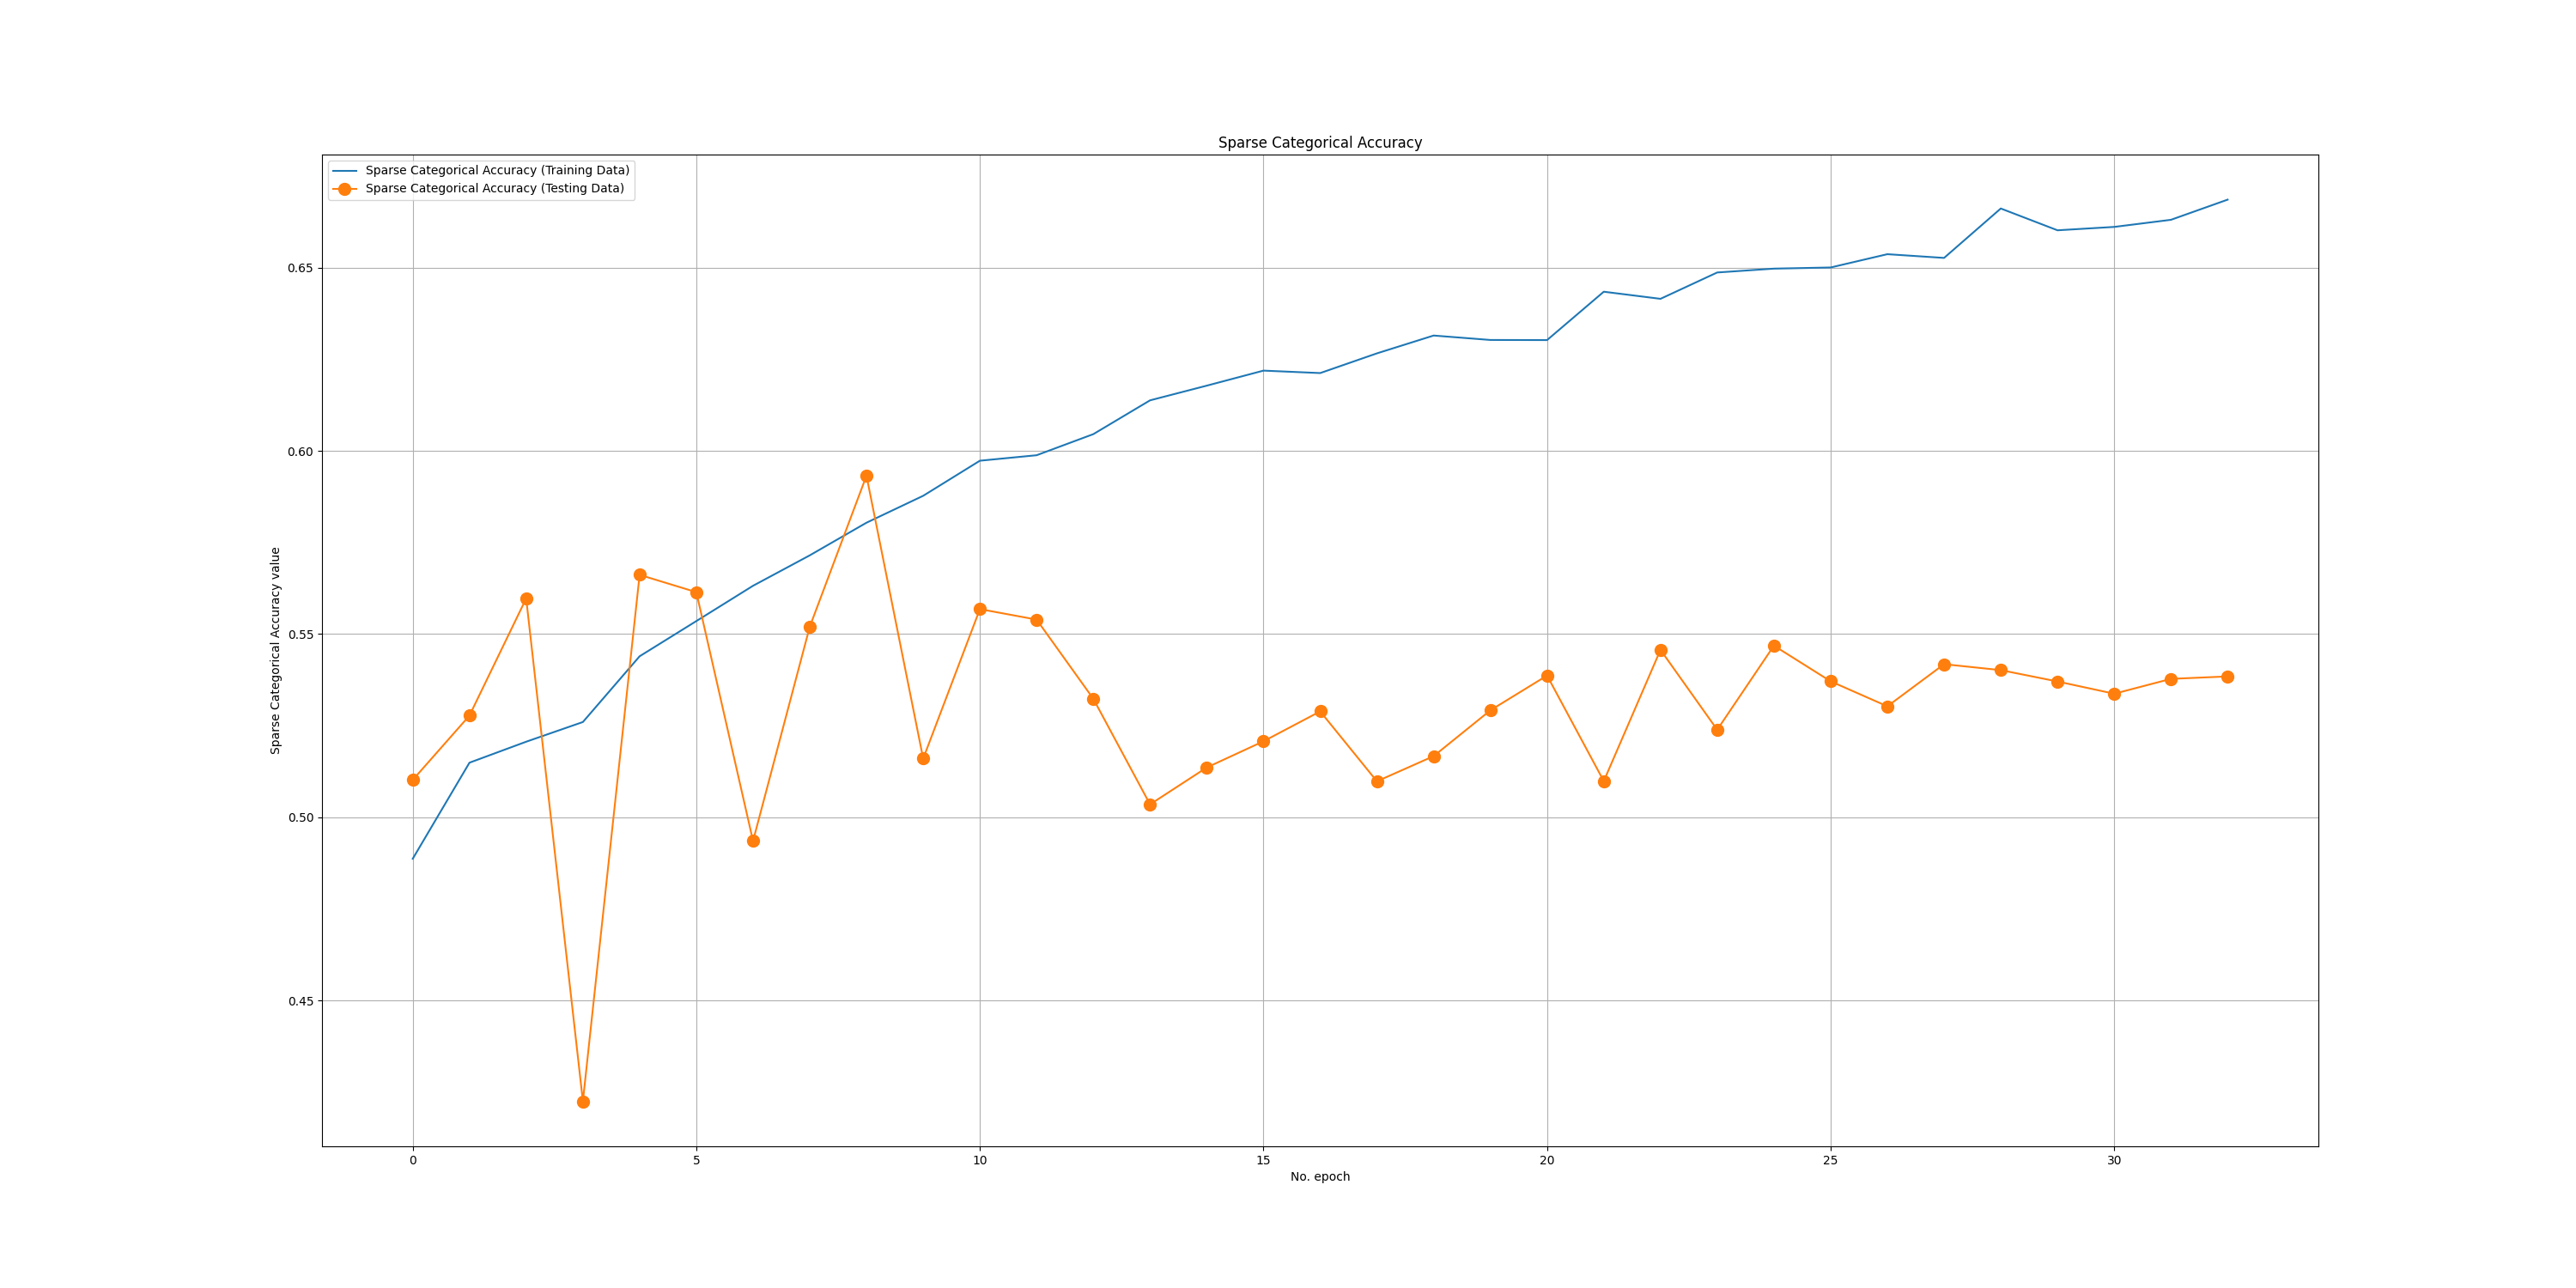 Sparse Categorical Accuracy
Sparse Categorical Accuracy (Training Data)
Sparse Categorical Accuracy (Testing Data)
Sparse Categorical Accuracy value
0.65
0.60
0.55
0.50
0.45
0 5 10 15 20 25 30
No. epoch